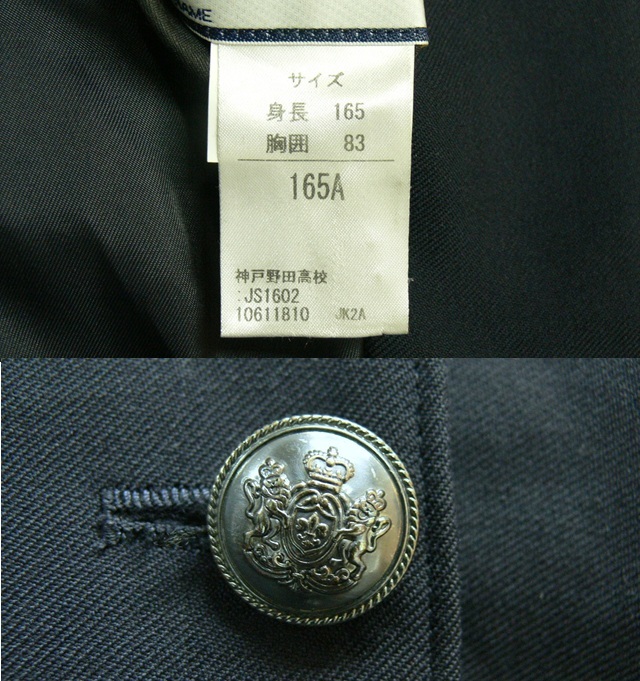 NAME
サイズ
身長 165
胸囲 83
165A
神戸野田高校
:JS1602
10611810 JK2A